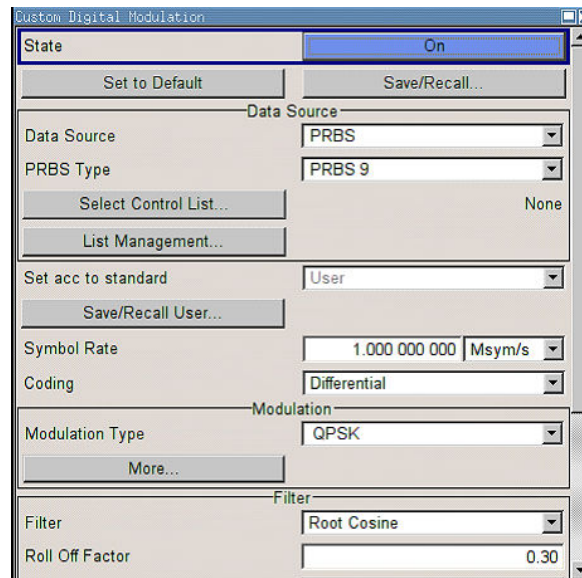 Custom Digital Modulation
State On
Set to Default Save/Recall...
Data Source
Data Source PRBS
PRBS Type PRBS 9
Select Control List... None
List Management...
Set acc to standard User
Save/Recall User...
Symbol Rate 1.000 000 000 Msym/s
Coding Differential
Modulation
Modulation Type QPSK
More...
Filter
Filter Root Cosine
Roll Off Factor 0.30